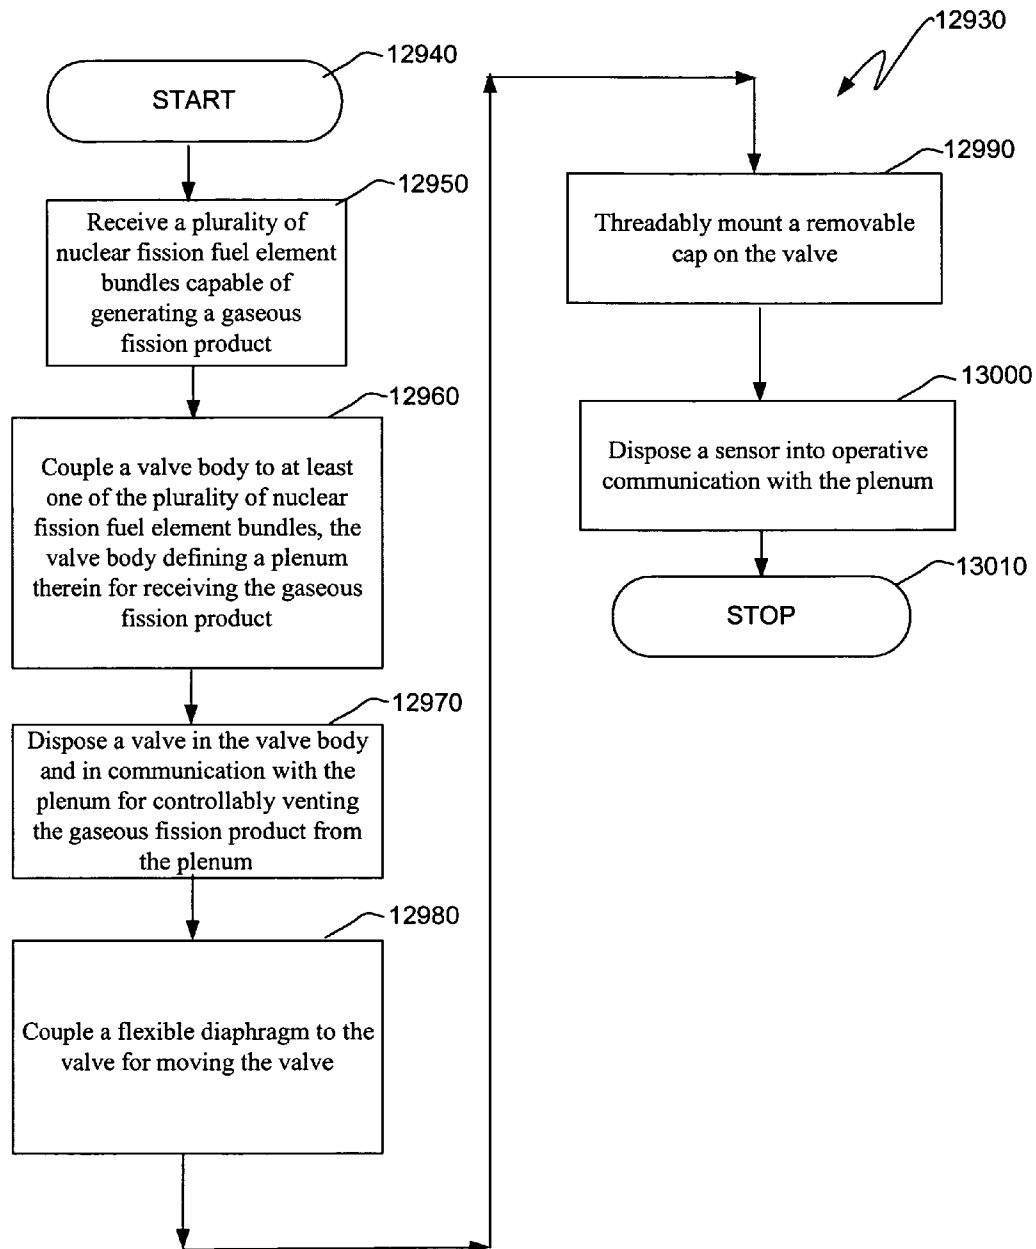 12940
START
12950
Receive a plurality of
nuclear fission fuel element
bundles capable of
generating a gaseous
fission product
12960
Couple a valve body to at least
one of the plurality of nuclear
fission fuel element bundles, the
valve body defining a plenum
therein for receiving the gaseous
fission product
12970
Dispose a valve in the valve body
and in communication with the
plenum for controllably venting
the gaseous fission product from
the plenum
12980
Couple a flexible diaphragm to the
valve for moving the valve
12930
12990
Threadably mount a removable
cap on the valve
13000
Dispose a sensor into operative
communication with the plenum
13010
STOP